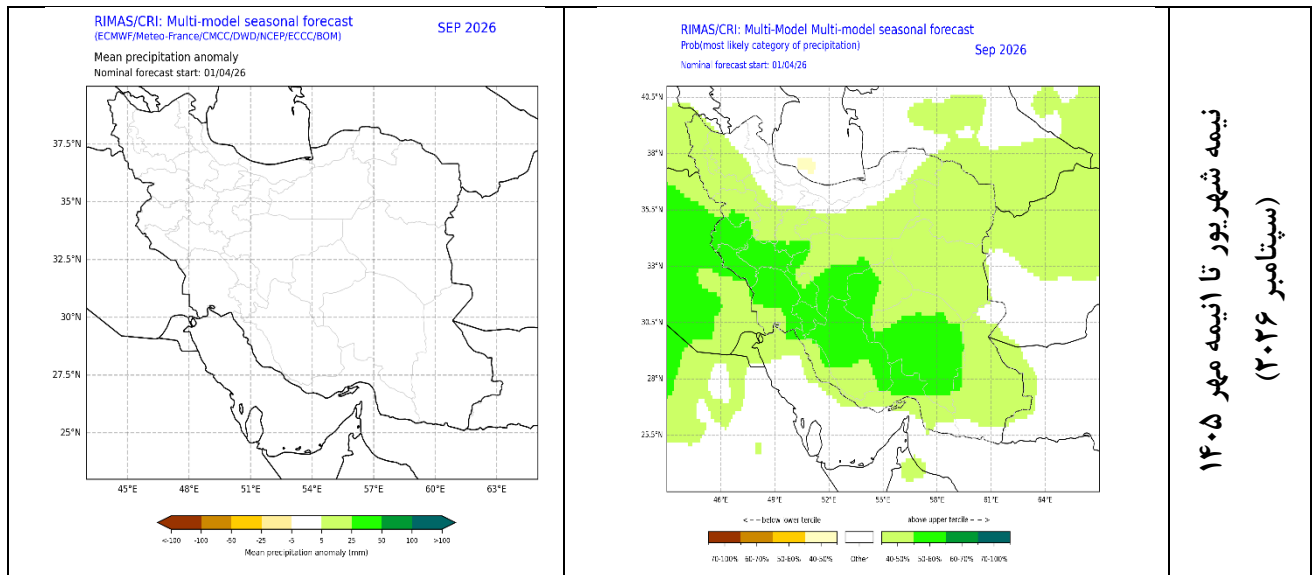 RIMAS/CRI: Multi-model seasonal forecast
(ECMWF/Meteo-France/CMCC/DWD/NCEP/ECCC/BOM)
SEP 2026
Mean precipitation anomaly
Nominal forecast start: 01/04/26
37.5°N
35°N
32.5°N
30°N
27.5°N
25°N
45°E 48°E 51°E 54°E 57°E 60°E 63°E
<-100 -100 -50 -25 -5 5 25 50 100 >100
Mean precipitation anomaly (mm)
RIMAS/CRI: Multi-Model Multi-model seasonal forecast
Prob(most likely category of precipitation)
Sep 2026
Nominal forecast start: 01/04/26
40.5°N
38°N
35.5°N
33°N
30.5°N
28°N
25.5°N
46°E 49°E 52°E 55°E 58°E 61°E 64°E
<--below lower tercile
above upper tercile -->
70-100% 60-70% 50-60% 40-50% Other 40-50% 50-60% 60-70% 70-100%
نیمه شهریور تا انیمه مهر ۱۴۰۵
(سپتامبر ۲۰۲۶)